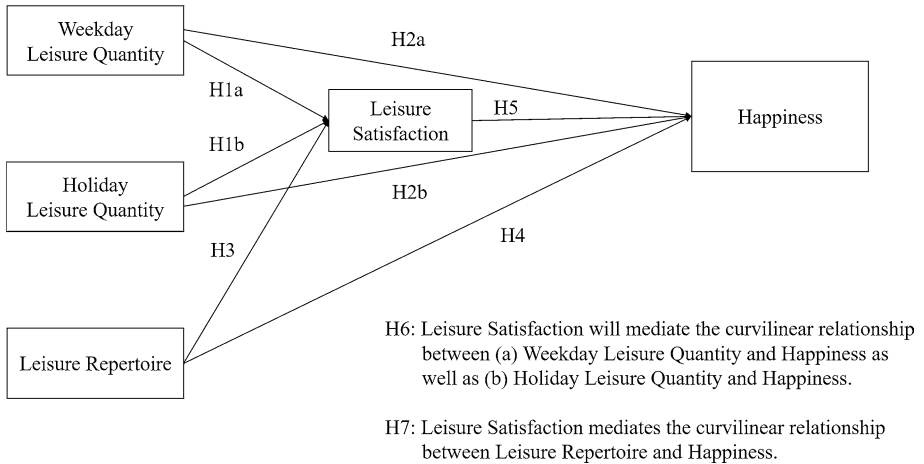 Weekday
Leisure Quantity
H2a
H1a
Leisure
Satisfaction
H5
Happiness
H1b
Holiday
Leisure Quantity
H2b
H3
H4
Leisure Repertoire
H6: Leisure Satisfaction will mediate the curvilinear relationship
between (a) Weekday Leisure Quantity and Happiness as
well as (b) Holiday Leisure Quantity and Happiness.
H7: Leisure Satisfaction mediates the curvilinear relationship
between Leisure Repertoire and Happiness.